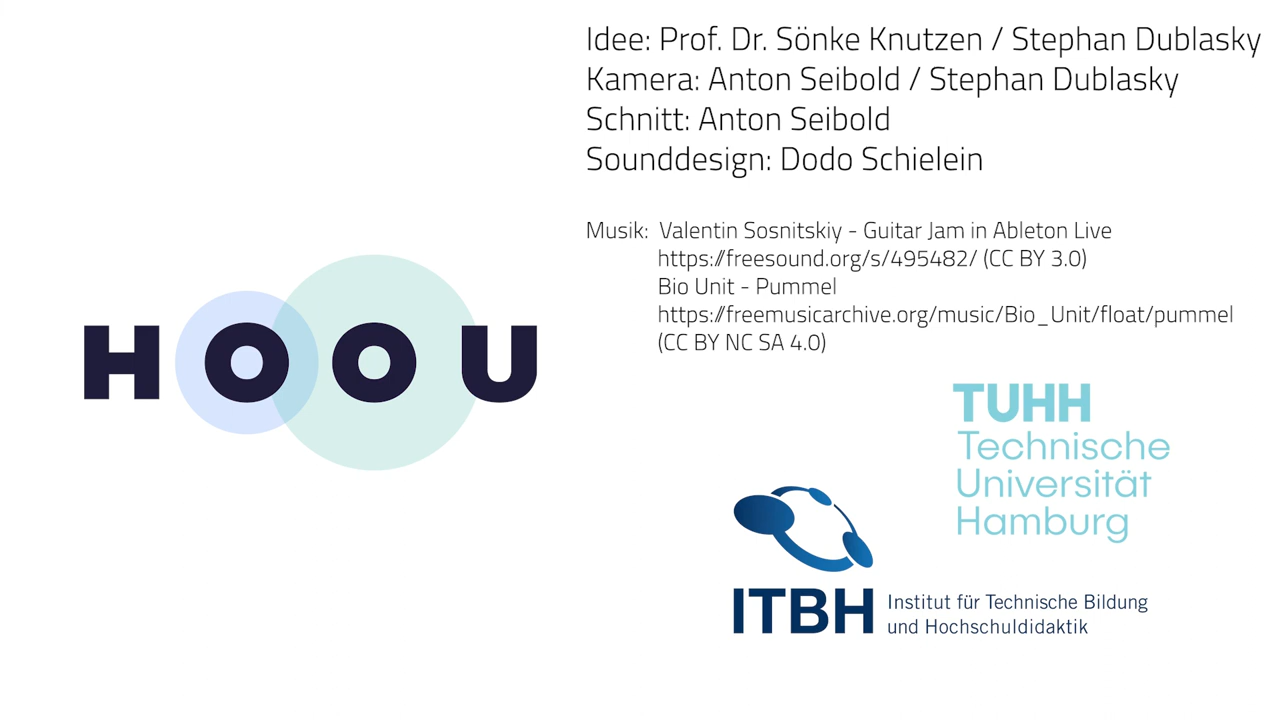 Idee: Prof. Dr. Sönke Knutzen / Stephan Dublasky
Kamera: Anton Seibold / Stephan Dublasky
Schnitt: Anton Seibold
Sounddesign: Dodo Schielein
Musik: Valentin Sosnitskiy - Guitar Jam in Ableton Live
https://freesound.org/s/495482/ (CC BY 3.0)
Bio Unit - Pummel
https://freemusicarchive.org/music/Bio_Unit/float/pummel
(CC BY NC SA 4.0)
HOOU
TUHH
Technische
Universität
Hamburg
ITBH
Institut für Technische Bildung
und Hochschuldidaktik